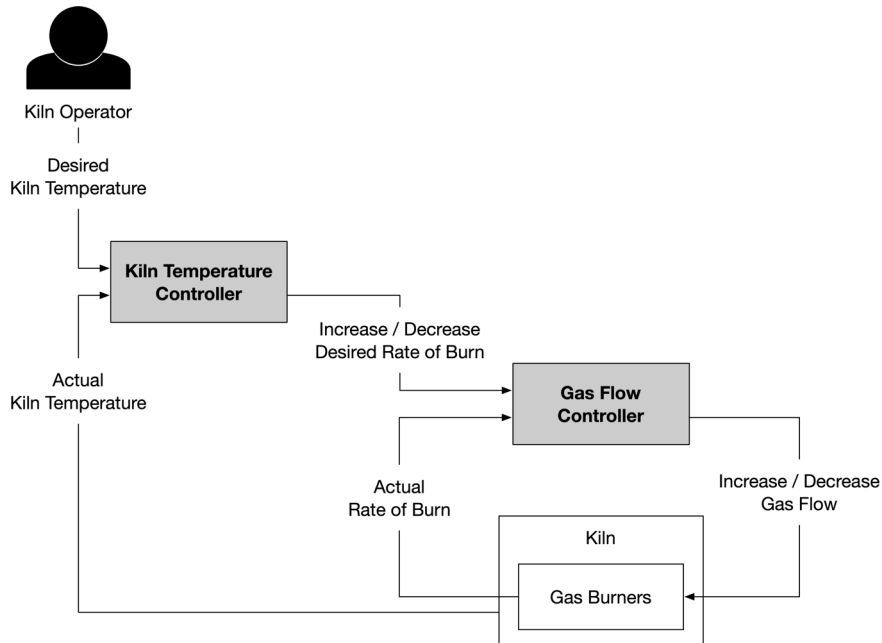 Kiln Operator
Desired
Kiln Temperature
Kiln Temperature
Controller
Increase / Decrease
Desired Rate of Burn
Actual
Kiln Temperature
Gas Flow
Controller
Actual
Rate of Burn
Increase / Decrease
Gas Flow
Kiln
Gas Burners